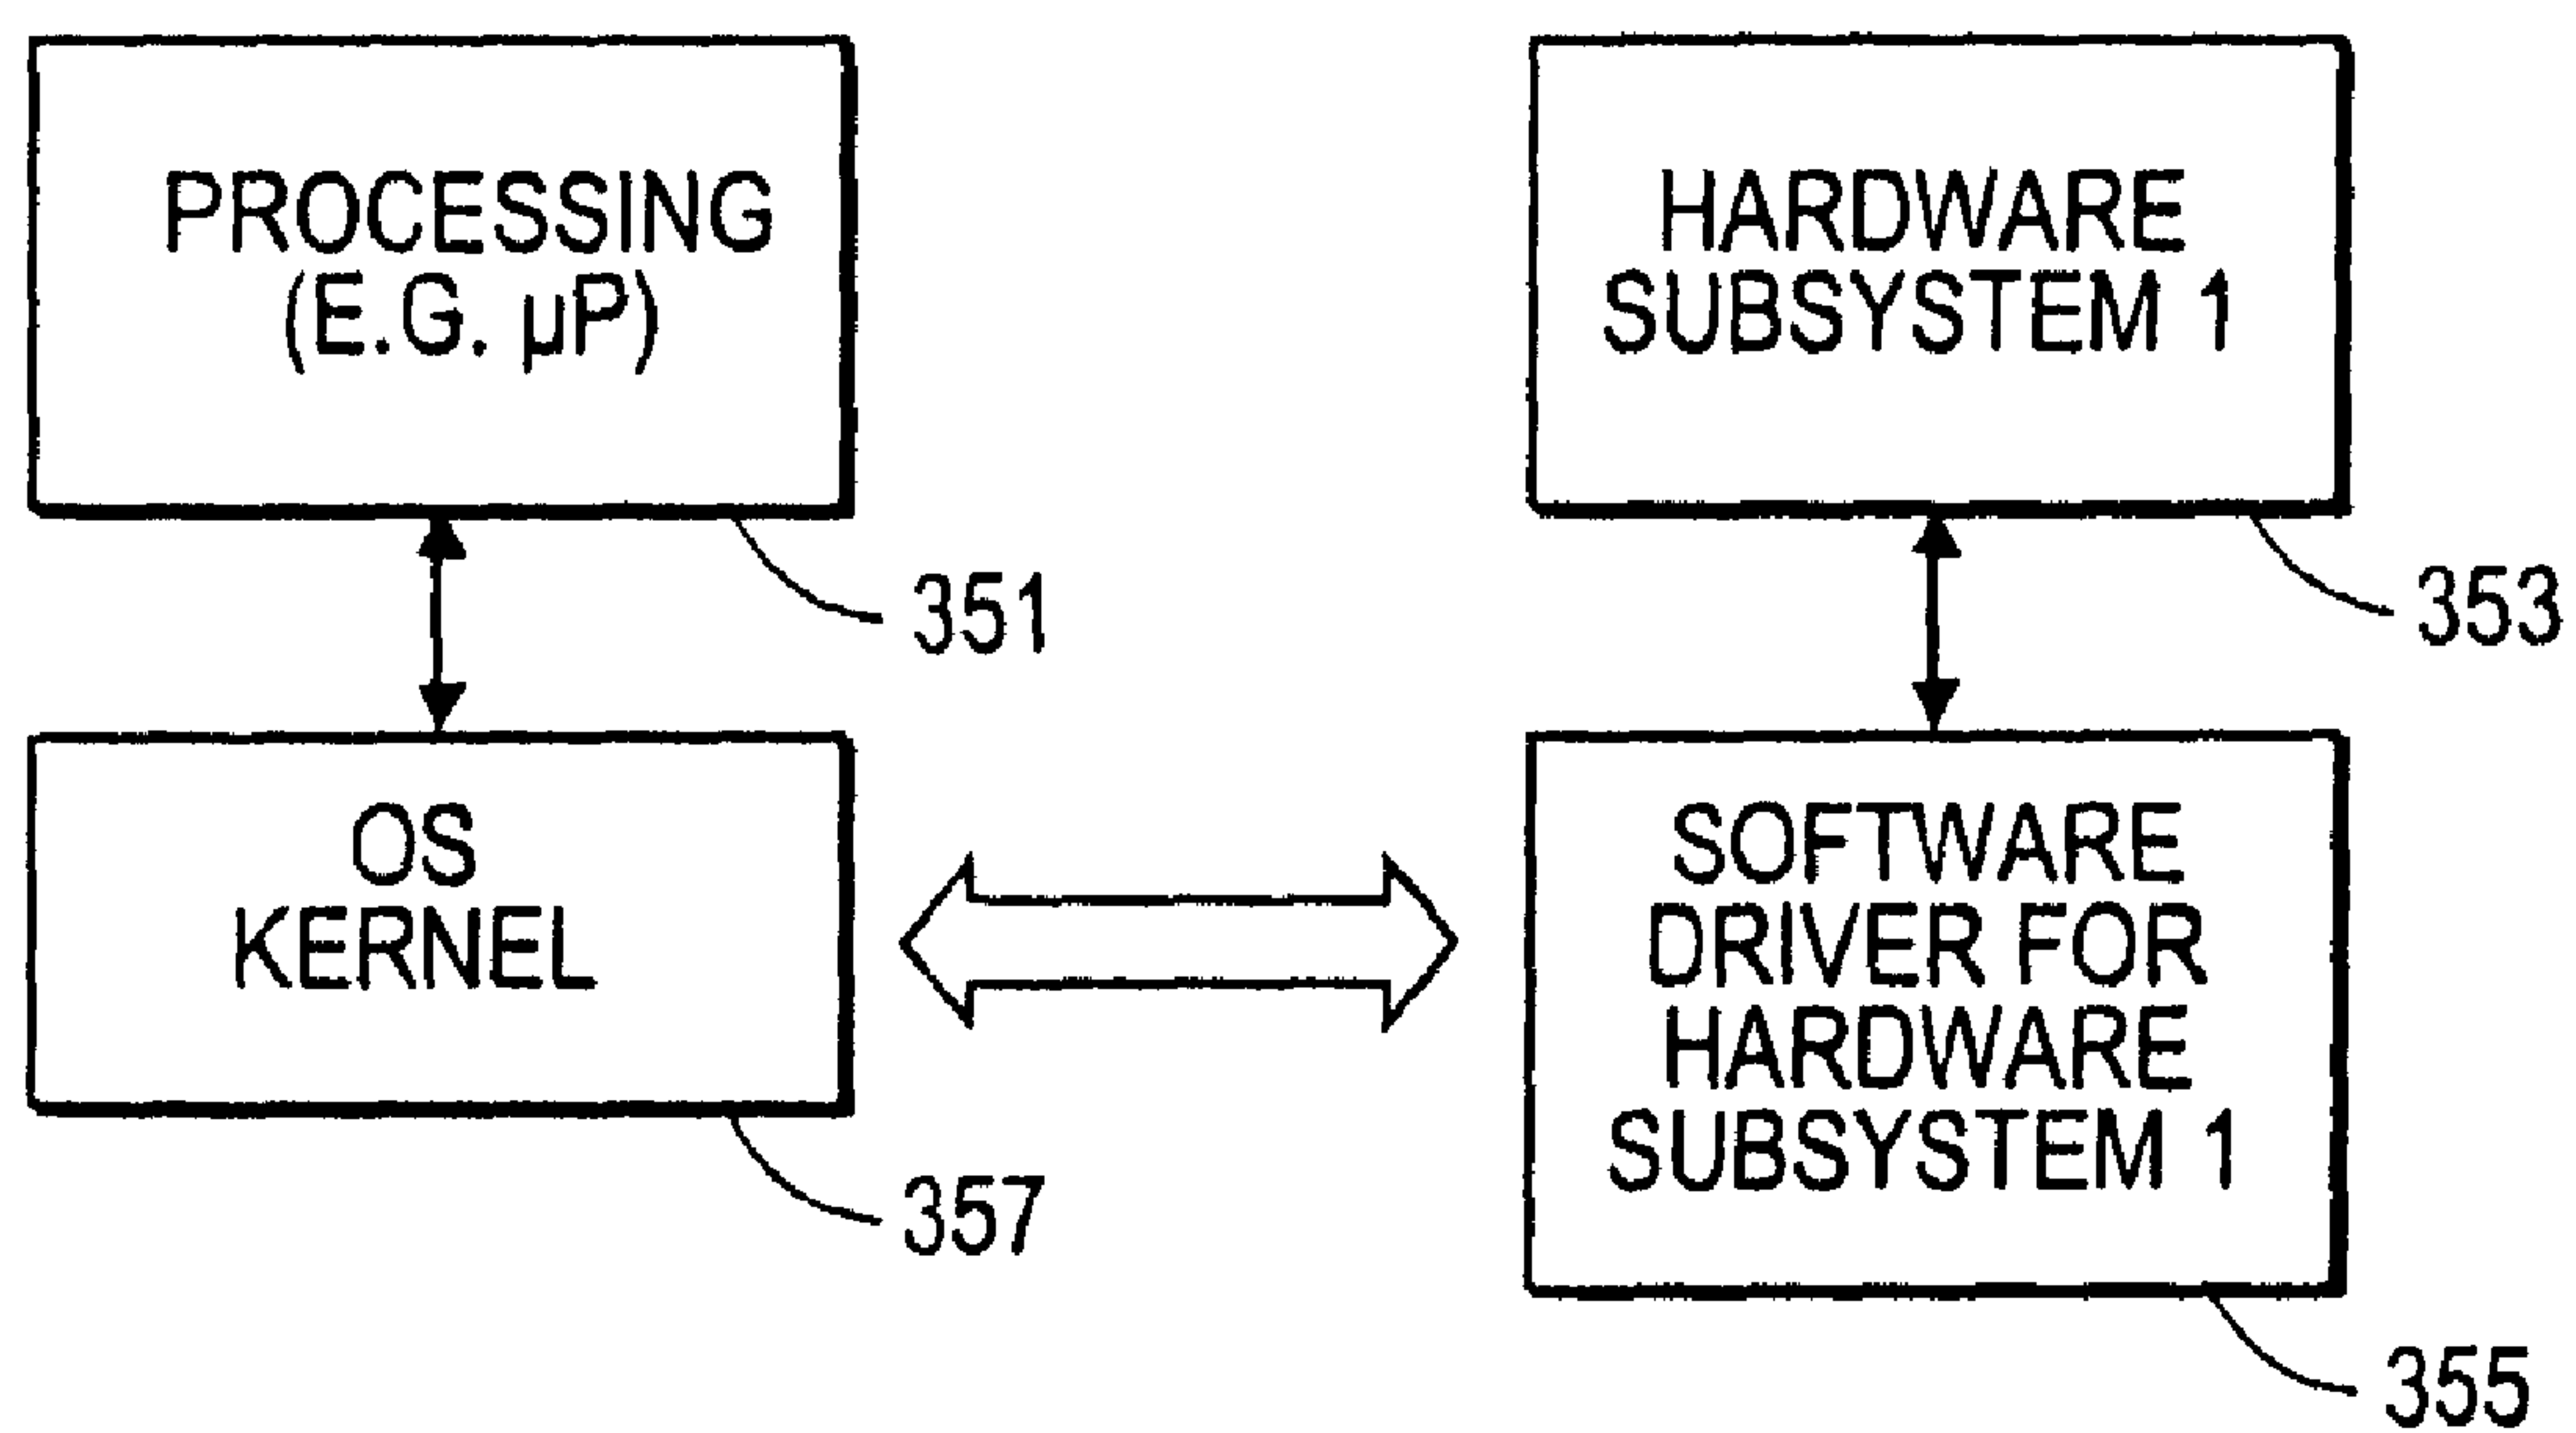 PROCESSING
(E.G. µP)
351
HARDWARE
SUBSYSTEM 1
353
OS
KERNEL
357
SOFTWARE
DRIVER FOR
HARDWARE
SUBSYSTEM 1
355